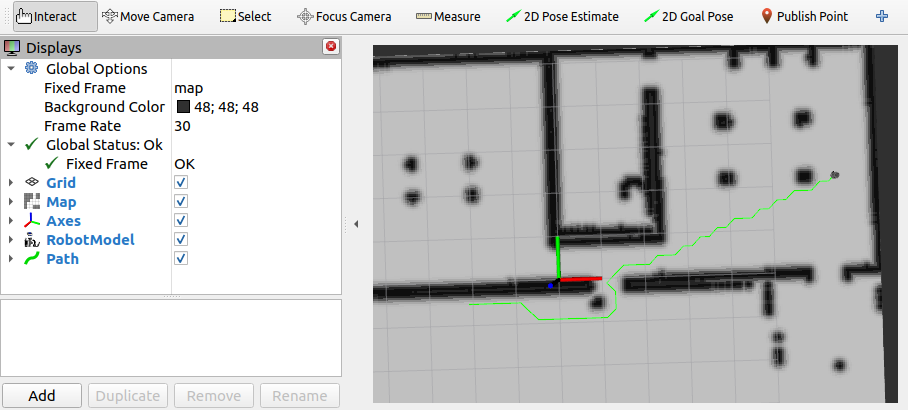 Interact Move Camera Select Focus Camera Measure 2D Pose Estimate 2D Goal Pose Publish Point
Displays
Global Options
Fixed Frame map
Background Color 48; 48; 48
Frame Rate 30
Global Status: Ok
Fixed Frame OK
Grid
Map
Axes
RobotModel
Path
Add Duplicate Remove Rename